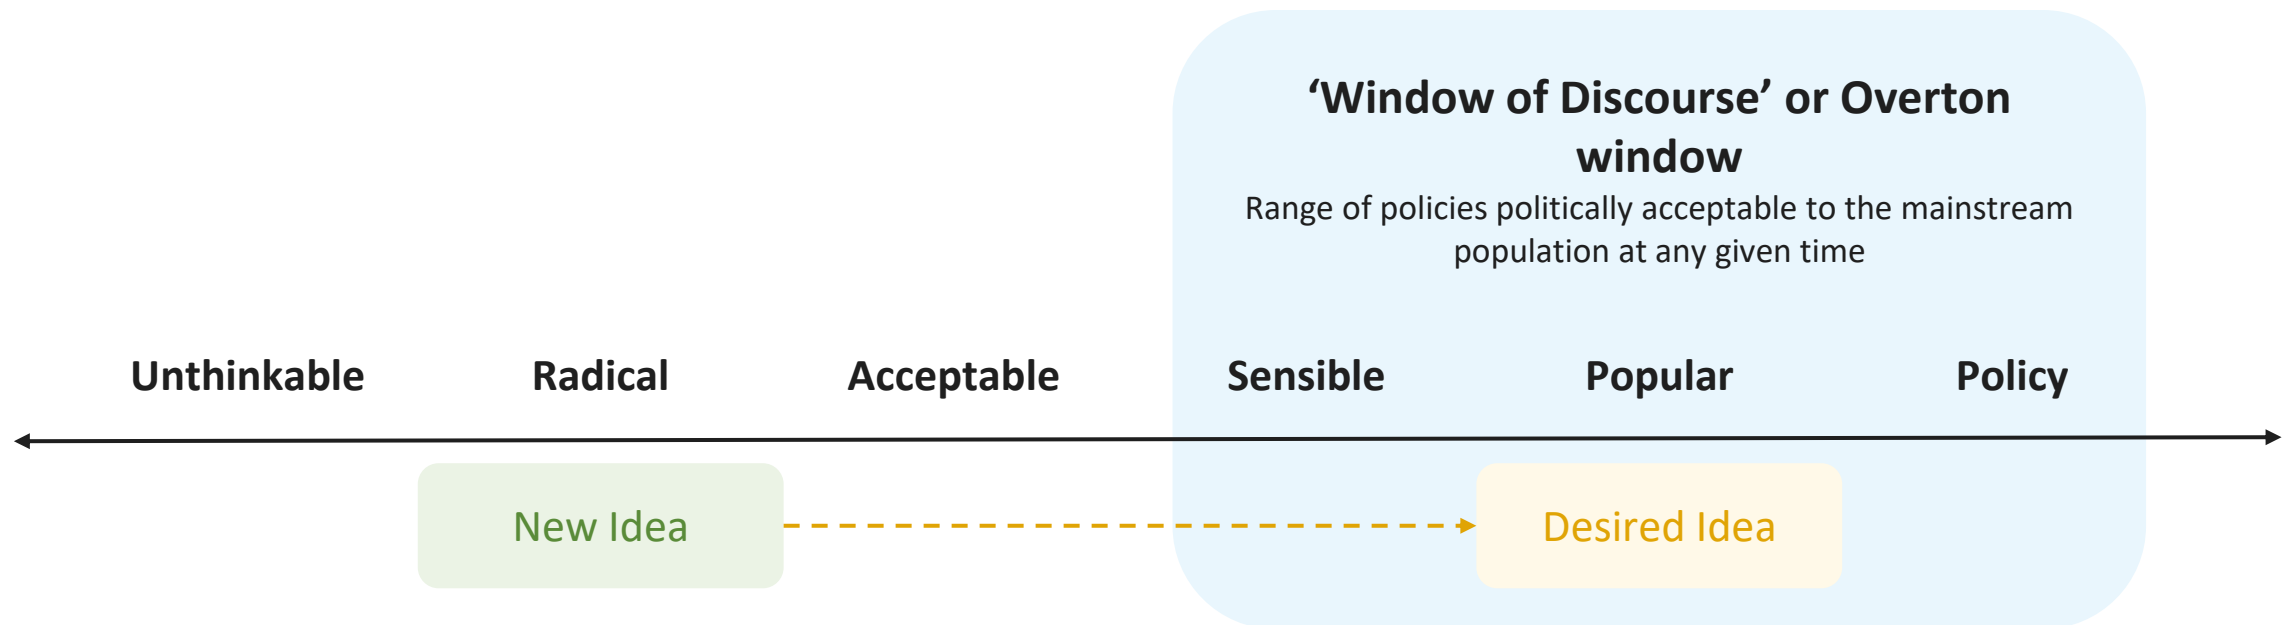 ‘Window of Discourse’ or Overton
window
Range of policies politically acceptable to the mainstream
population at any given time
Unthinkable Radical Acceptable Sensible Popular Policy
New Idea Desired Idea